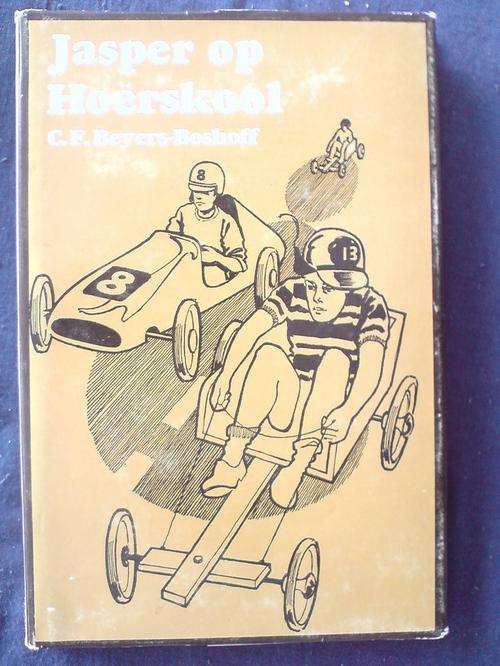 Jasper op
Hoërskool
C. F. Beyers-Boshoff
8
8
13